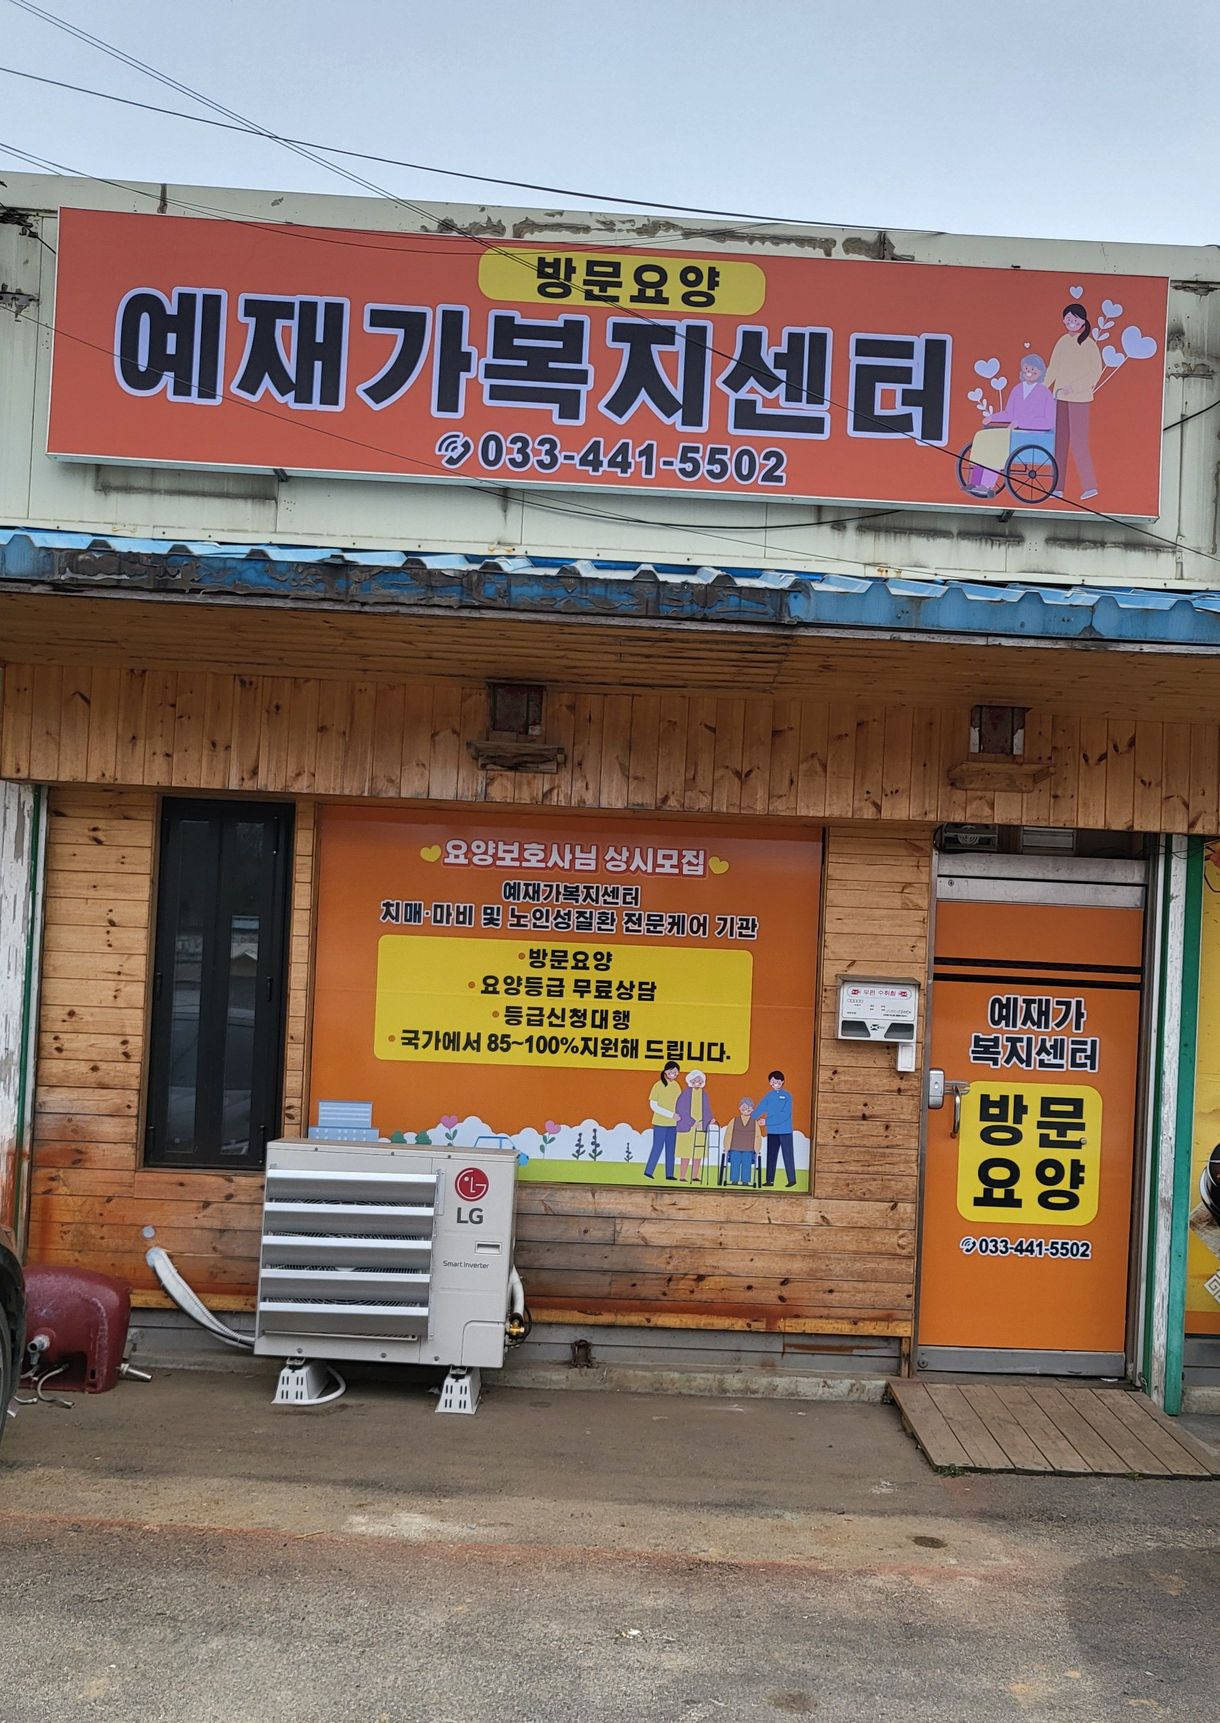 방문요양
예재가복지센터
033-441-5502
요양보호사님 상시모집
예재가복지센터
치매·마비 및 노인성질환 전문케어 기관
•방문요양
•요양등급 무료상담
•등급신청대행
•국가에서 85~100%지원해 드립니다.
우편 수취함
예재가
복지센터
방문
요양
033-441-5502
LG
Smart Inverter